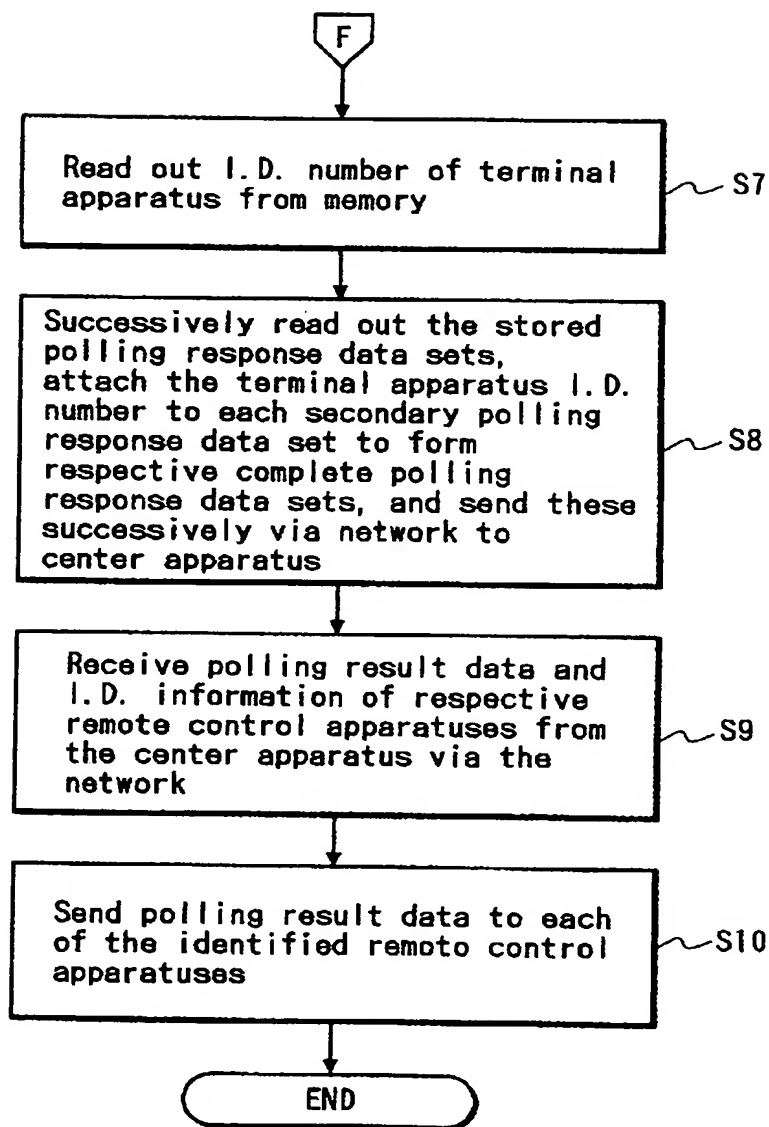 F
Read out I.D. number of terminal
apparatus from memory
S7
Successively read out the stored
polling response data sets,
attach the terminal apparatus I.D.
number to each secondary polling
response data set to form
respective complete polling
response data sets, and send these
successively via network to
center apparatus
S8
Receive polling result data and
I.D. information of respective
remote control apparatuses from
the center apparatus via the
network
S9
Send polling result data to each
of the identified remoto control
apparatuses
S10
END